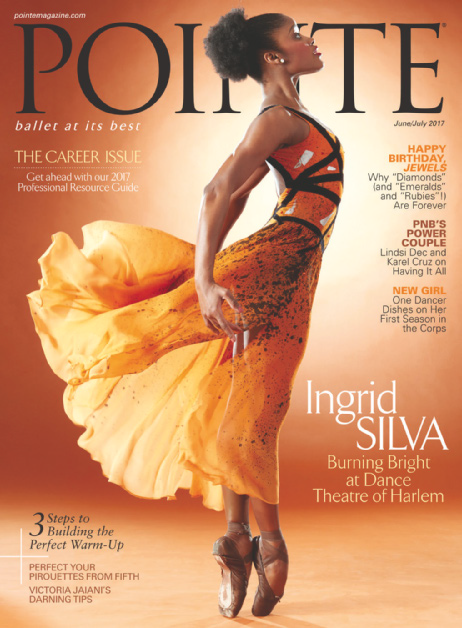 pointemagazine.com
POINTE
ballet at its best
June/July 2017
THE CAREER ISSUE
Get ahead with our 2017
Professional Resource Guide
HAPPY
BIRTHDAY,
JEWELS
Why "Diamonds"
(and "Emeralds"
and "Rubies"!)
Are Forever
PNB'S
POWER
COUPLE
Lindsi Dec and
Karel Cruz on
Having It All
NEW GIRL
One Dancer
Dishes on Her
First Season in
the Corps
Ingrid
SILVA
Burning Bright
at Dance
Theatre of Harlem
3 Steps to
Building the
Perfect Warm-Up
PERFECT YOUR
PIROUETTES FROM FIFTH
VICTORIA JAIANI'S
DARNING TIPS